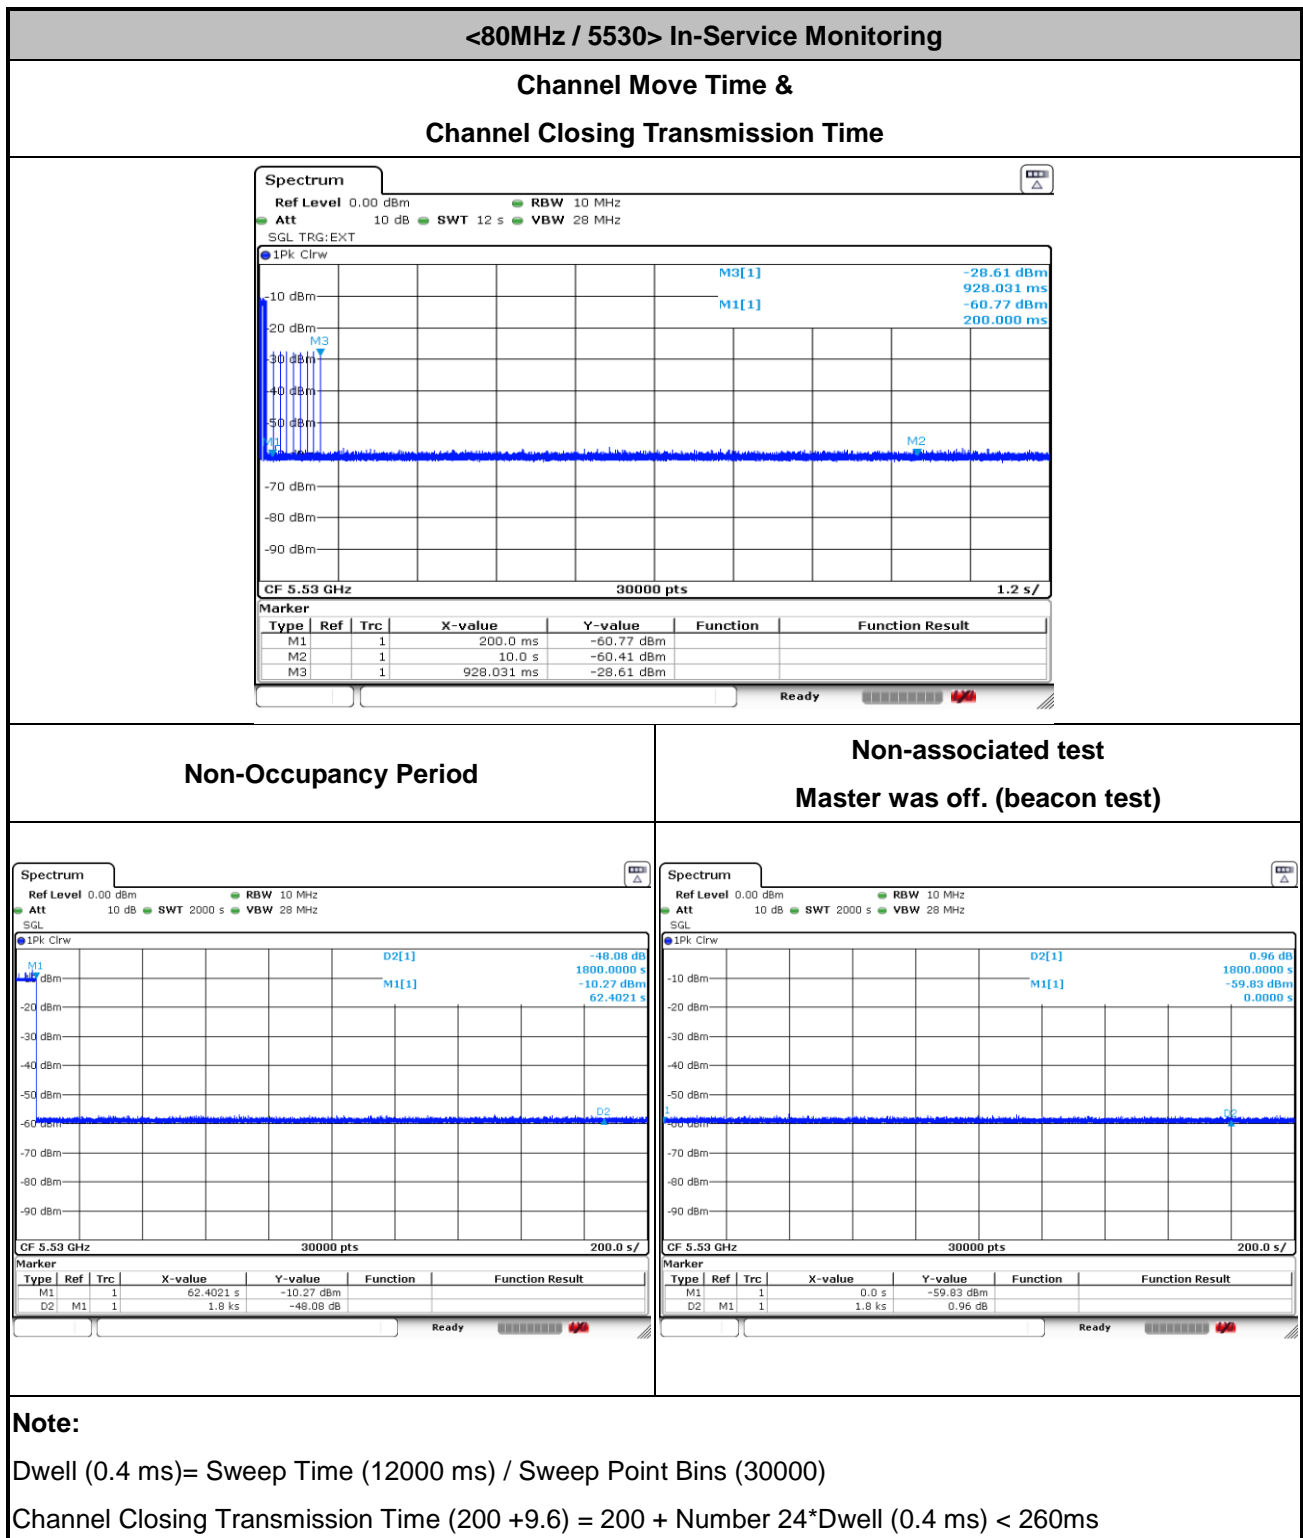 <80MHz / 5530> In-Service Monitoring
Channel Move Time &
Channel Closing Transmission Time
Spectrum
Ref Level 0.00 dBm RBW 10 MHz
Att 10 dB SWT 12 s VBW 28 MHz
SGL TRG:EXT
1Pk Clrw
M3[1] -28.61 dBm
928.031 ms
-10 dBm
M1[1] -60.77 dBm
200.000 ms
-20 dBm
M3
-30 dBm
-40 dBm
-50 dBm
M1
M2
-70 dBm
-80 dBm
-90 dBm
CF 5.53 GHz 30000 pts 1.2 s/
Marker
Type Ref Trc X-value Y-value Function Function Result
M1 1 200.0 ms -60.77 dBm
M2 1 10.0 s -60.41 dBm
M3 1 928.031 ms -28.61 dBm
Ready
Non-Occupancy Period
Non-associated test
Master was off. (beacon test)
Spectrum
Ref Level 0.00 dBm RBW 10 MHz
Att 10 dB SWT 2000 s VBW 28 MHz
SGL
1Pk Clrw
D2[1] -48.08 dB
1800.0000 s
M1
dBm
M1[1] -10.27 dBm
62.4021 s
-20 dBm
-30 dBm
-40 dBm
-50 dBm
D2
-60 dBm
-70 dBm
-80 dBm
-90 dBm
CF 5.53 GHz 30000 pts 200.0 s/
Marker
Type Ref Trc X-value Y-value Function Function Result
M1 1 62.4021 s -10.27 dBm
D2 M1 1 1.8 ks -48.08 dB
Ready
Spectrum
Ref Level 0.00 dBm RBW 10 MHz
Att 10 dB SWT 2000 s VBW 28 MHz
SGL
1Pk Clrw
D2[1] 0.96 dB
1800.0000 s
-10 dBm
M1[1] -59.83 dBm
0.0000 s
-20 dBm
-30 dBm
-40 dBm
-50 dBm
1
D2
-60 dBm
-70 dBm
-80 dBm
-90 dBm
CF 5.53 GHz 30000 pts 200.0 s/
Marker
Type Ref Trc X-value Y-value Function Function Result
M1 1 0.0 s -59.83 dBm
D2 M1 1 1.8 ks 0.96 dB
Ready
Note:
Dwell (0.4 ms)= Sweep Time (12000 ms) / Sweep Point Bins (30000)
Channel Closing Transmission Time (200 +9.6) = 200 + Number 24*Dwell (0.4 ms) < 260ms